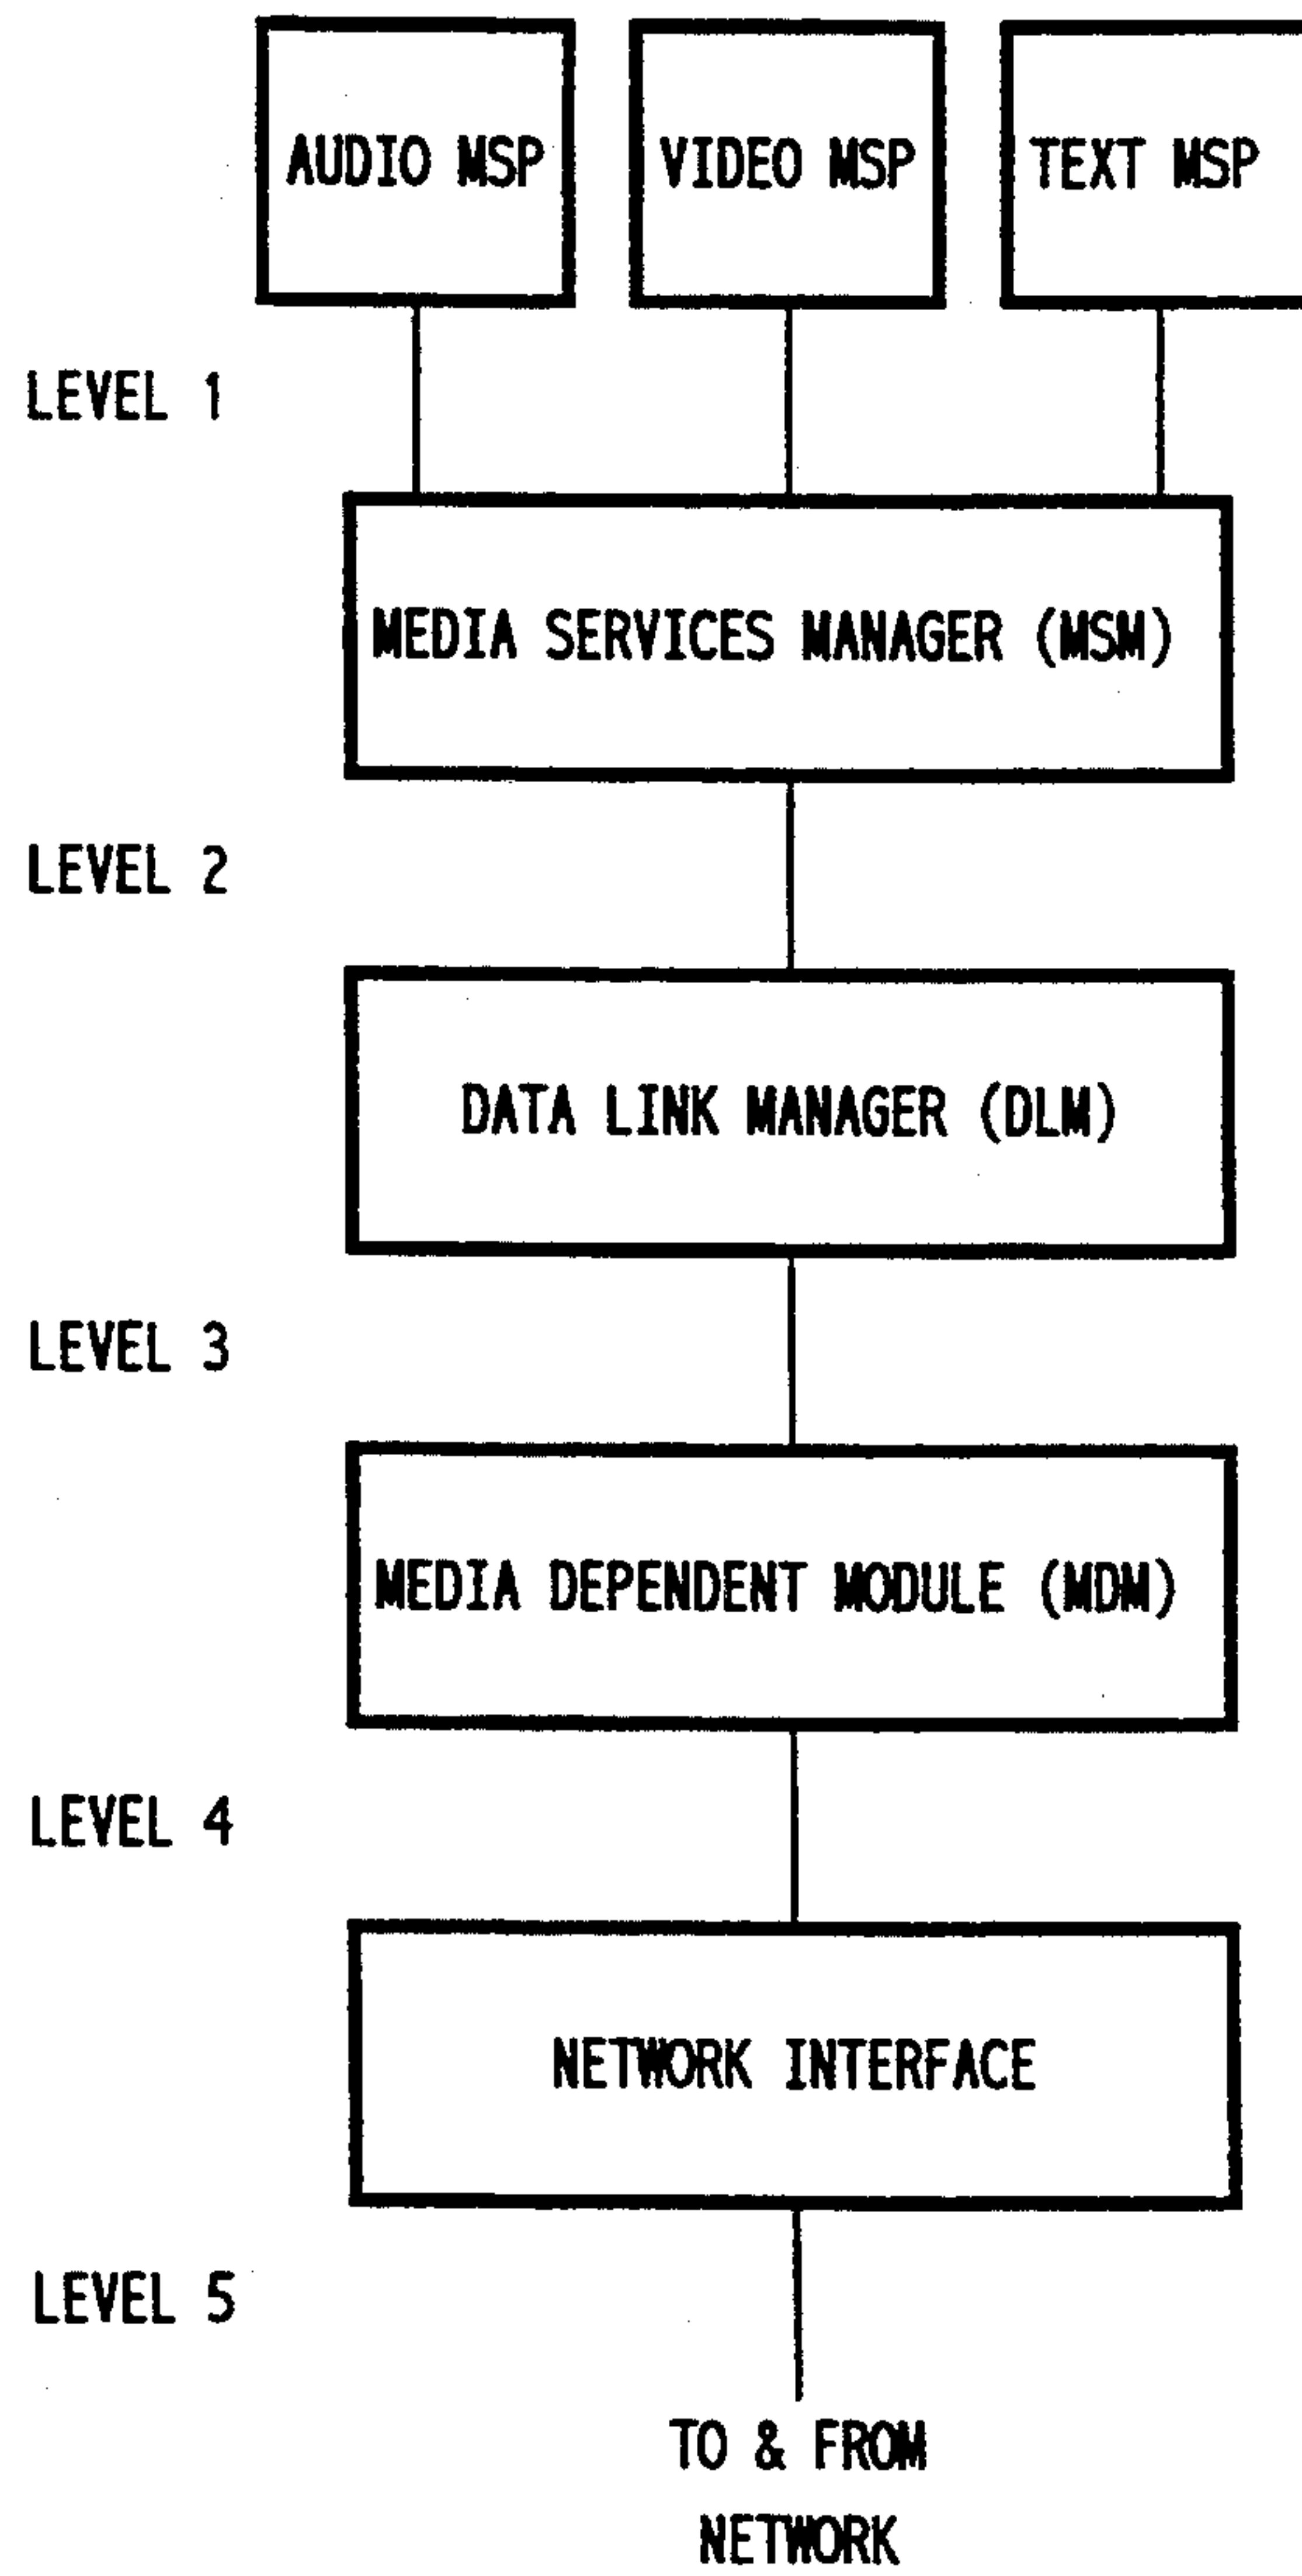 AUDIO MSP
VIDEO MSP
TEXT MSP
LEVEL 1
MEDIA SERVICES MANAGER (MSM)
LEVEL 2
DATA LINK MANAGER (DLM)
LEVEL 3
MEDIA DEPENDENT MODULE (MDM)
LEVEL 4
NETWORK INTERFACE
LEVEL 5
TO & FROM
NETWORK